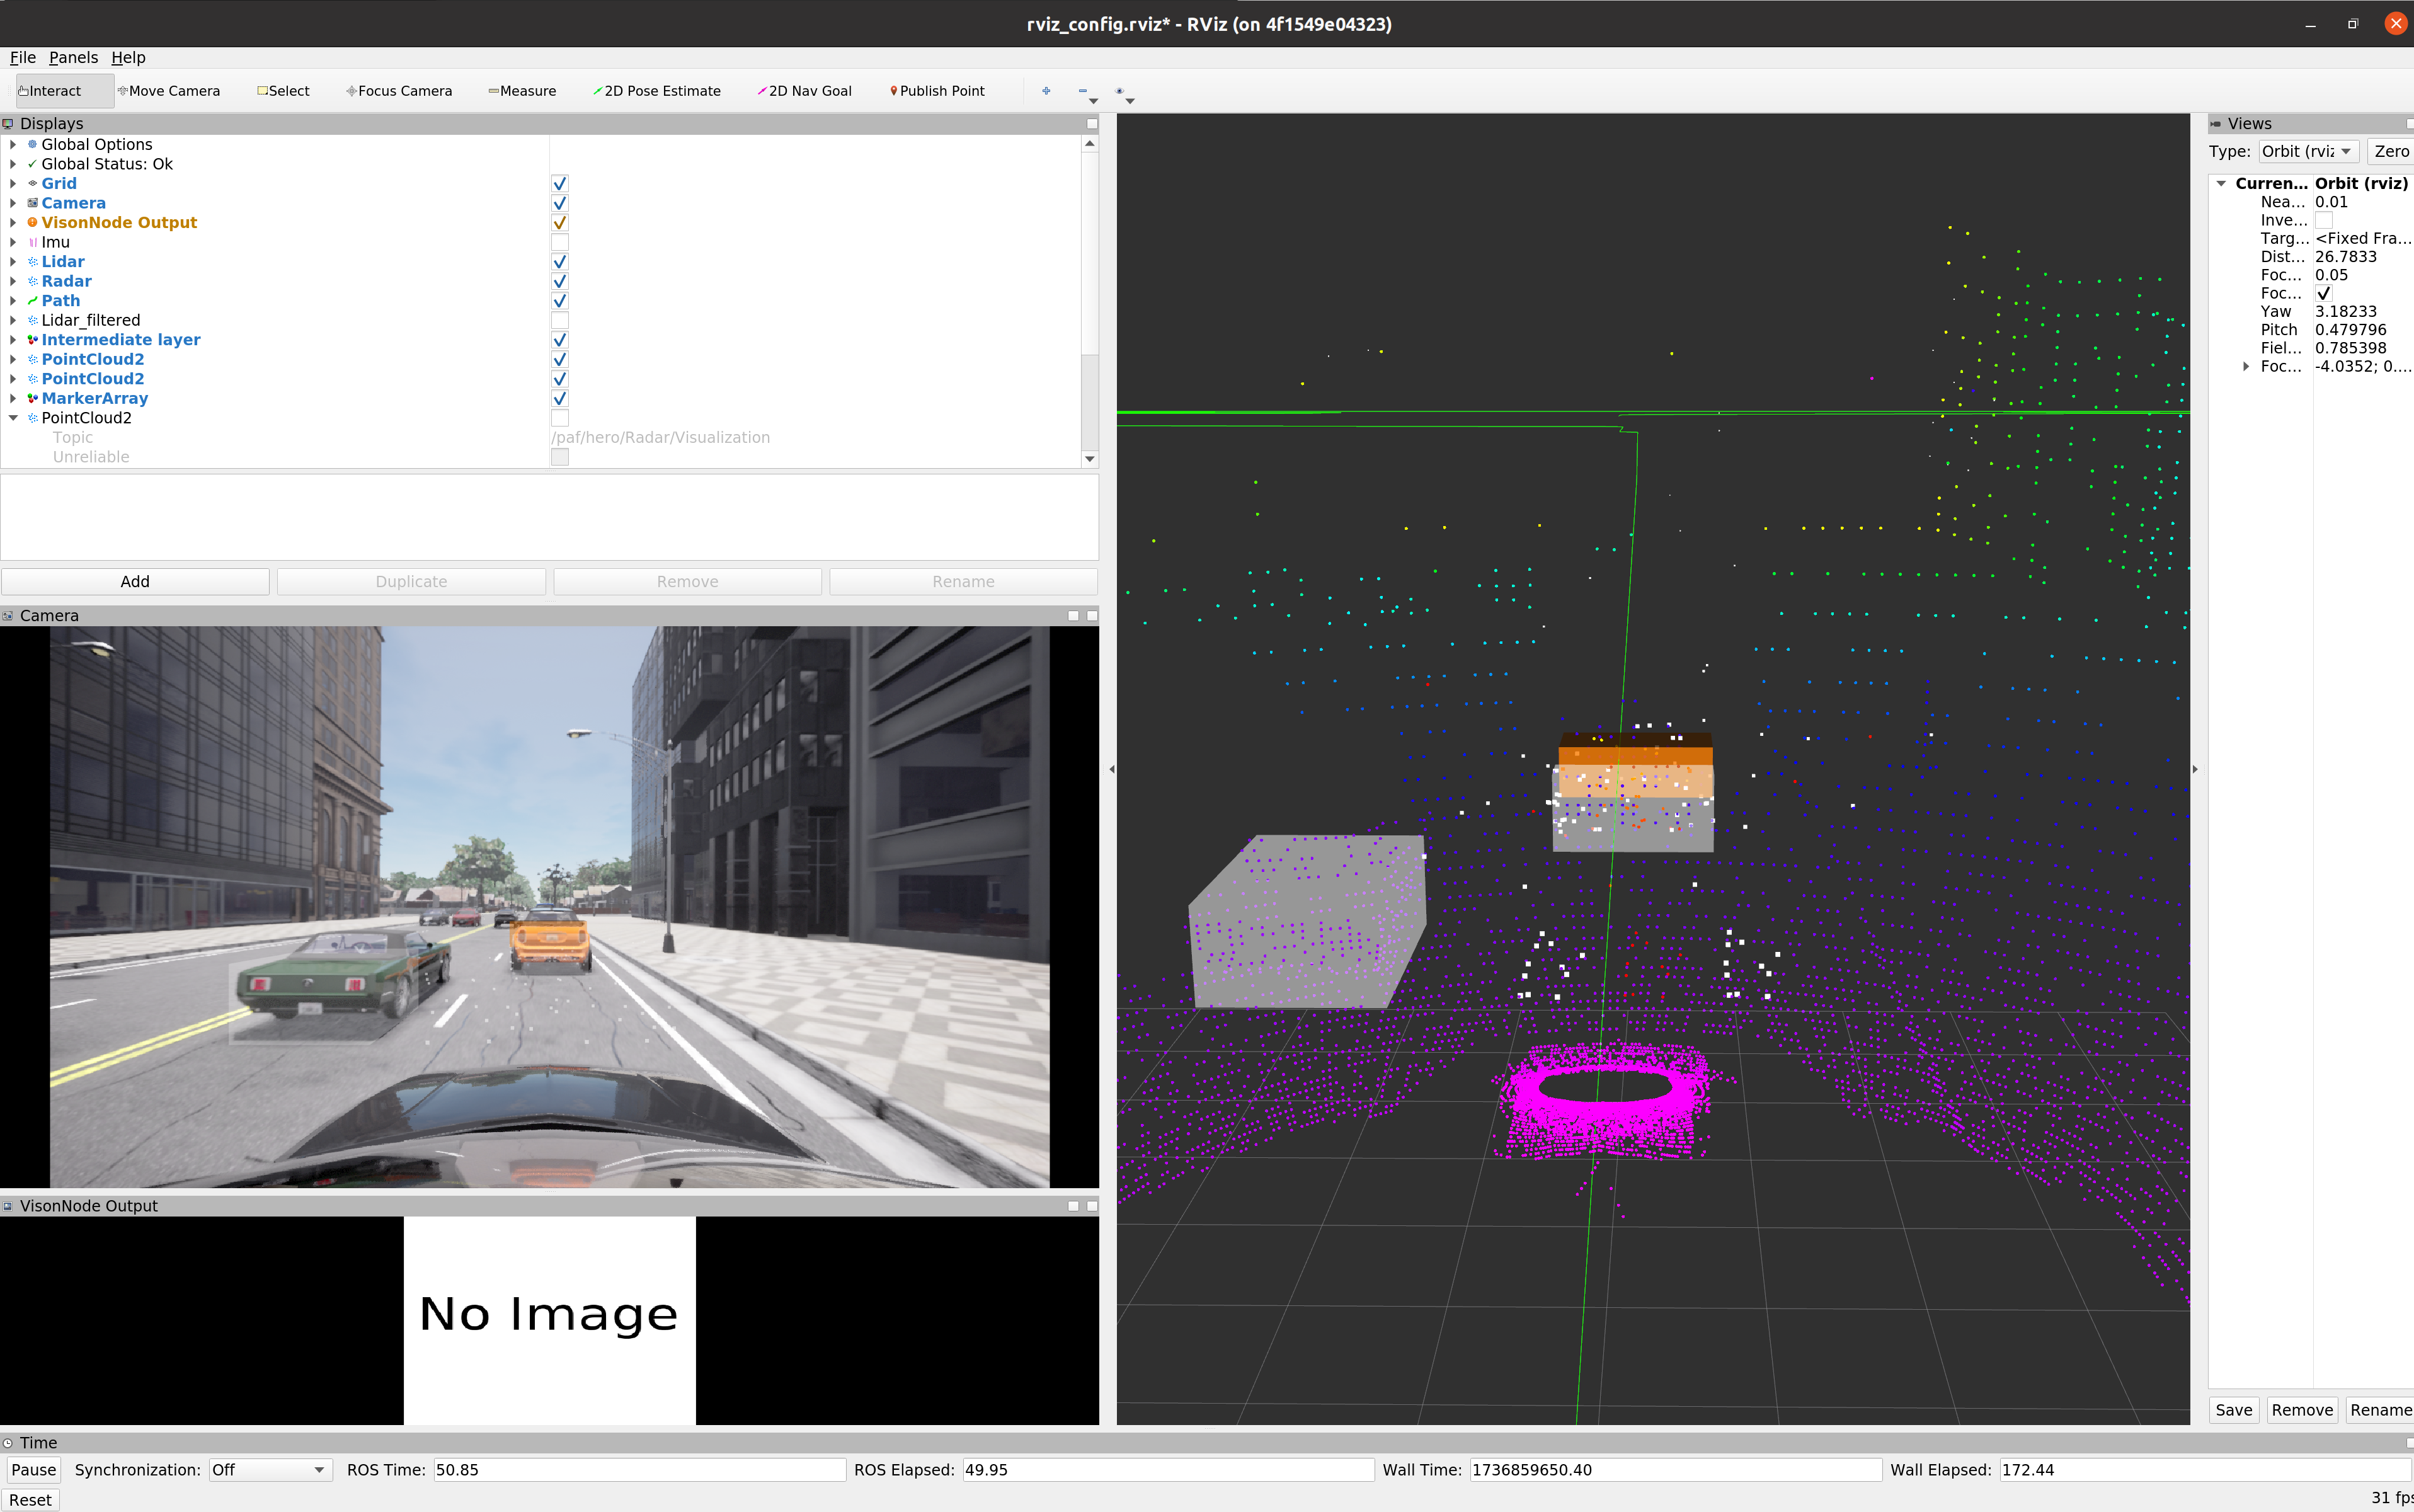 rviz_config.rviz* - RViz (on 4f1549e04323)
File Panels Help
Interact Move Camera Select Focus Camera Measure 2D Pose Estimate 2D Nav Goal Publish Point
Displays
Global Options
Global Status: Ok
Grid
Camera
VisonNode Output
Imu
Lidar
Radar
Path
Lidar_filtered
Intermediate layer
PointCloud2
PointCloud2
MarkerArray
PointCloud2
Topic /paf/hero/Radar/Visualization
Unreliable
Add Duplicate Remove Rename
Camera
VisonNode Output
No Image
Views
Type: Orbit (rviz Zero
Curren... Orbit (rviz)
Nea... 0.01
Inve...
Targ... <Fixed Fra...
Dist... 26.7833
Foc... 0.05
Foc...
Yaw 3.18233
Pitch 0.479796
Fiel... 0.785398
Foc... -4.0352; 0....
Save Remove Rename
Time
Pause Synchronization: Off ROS Time: 50.85 ROS Elapsed: 49.95 Wall Time: 1736859650.40 Wall Elapsed: 172.44
Reset 31 fps